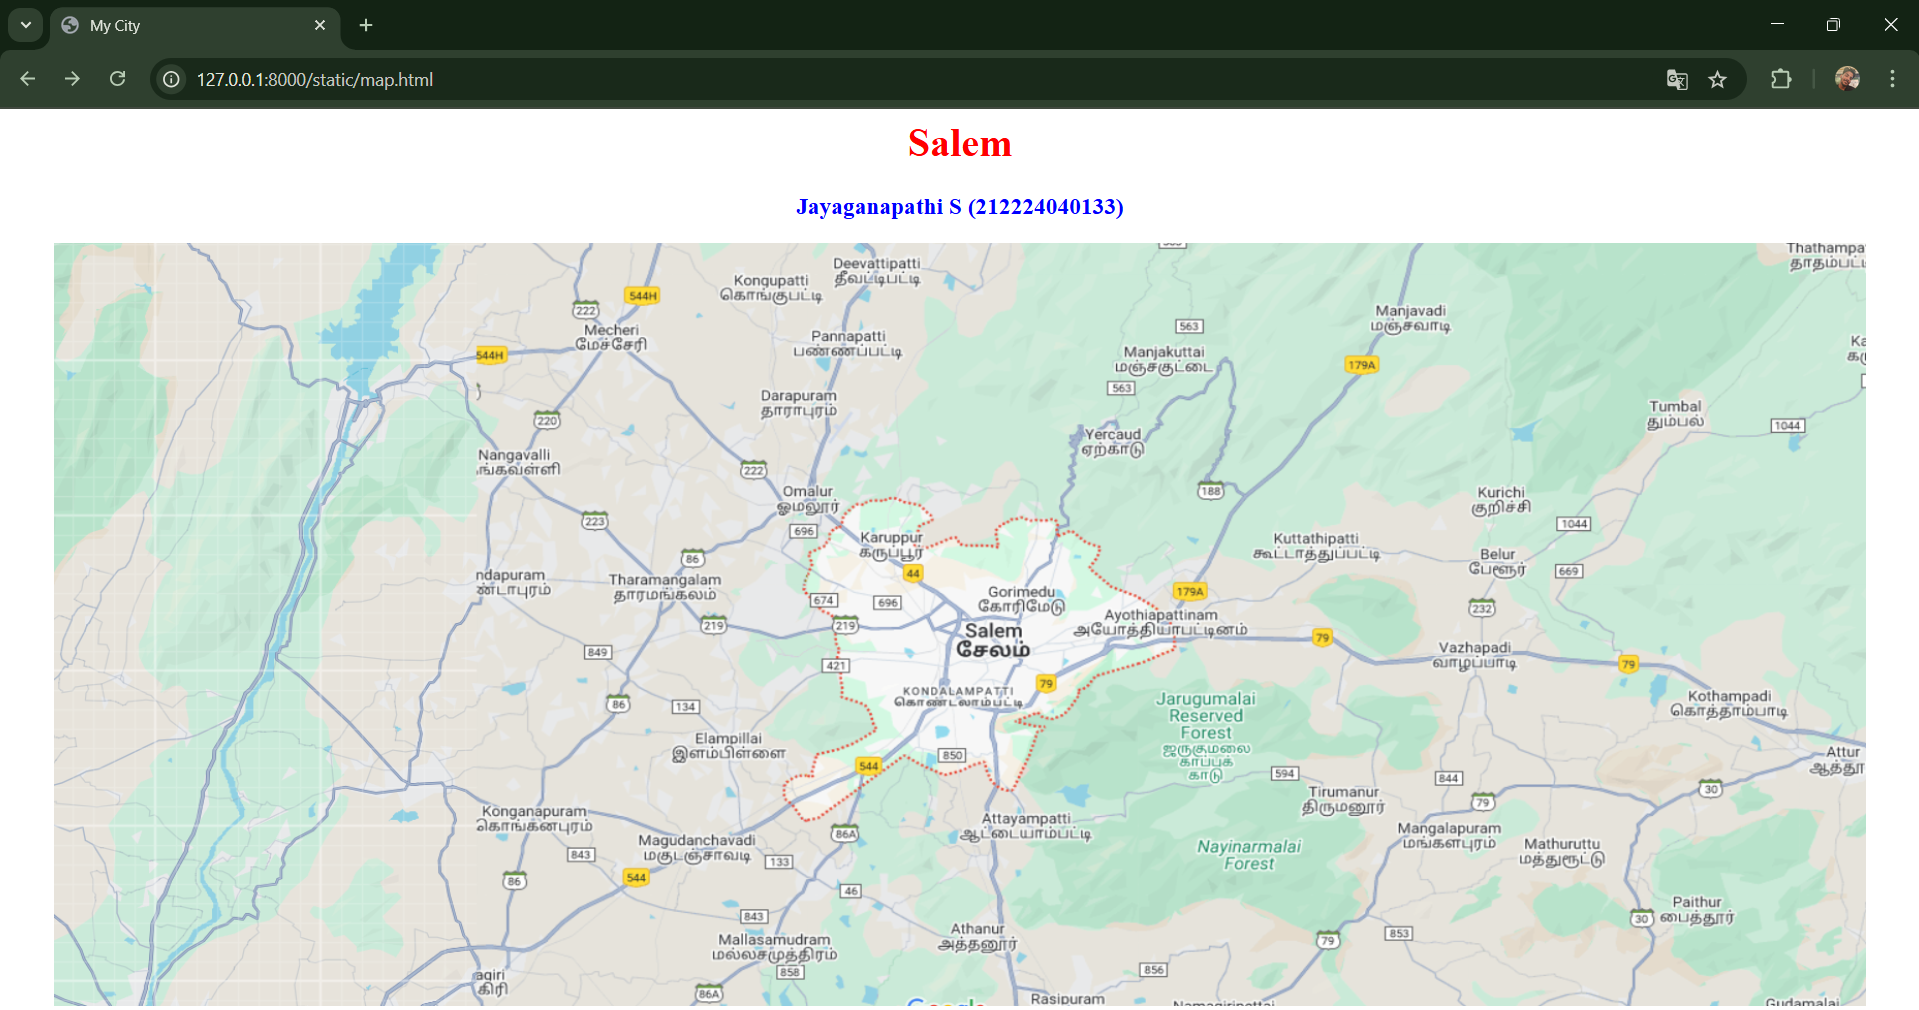 My City
127.0.0.1:8000/static/map.html
Salem
Jayaganapathi S (212224040133)
Deevattipatti
தீவட்டிபட்டி
Kongupatti
கொங்குபட்டி
Thathampa
544H
222
Mecheri
மேச்சேரி
Manjavadi
மஞ்சவாடி
563
Pannapatti
பண்ணப்பட்டி
544H
Manjakuttai
மஞ்சகுட்டை
179A
563
Darapuram
தாராபுரம்
Tumbal
தும்பல்
220
1044
Yercaud
ஏற்காடு
Nangavalli
ங்கவள்ளி
222
Omalur
ஓமலூர்
188
Kurichi
குறிச்சி
223
696
1044
Karuppur
கருப்பூர்
Kuttathipatti
கூட்டாத்துப்பட்டி
86
Belur
பேளூர்
44
669
ndapuram
ண்டாபுரம்
Tharamangalam
தாரமங்கலம்
Gorimedu
கோரிமேடு
179A
674
696
232
Ayothiapattinam
அயோத்தியாபட்டினம்
219
219
Salem
சேலம்
79
849
421
Vazhapadi
வாழப்பாடி
79
79
KONDALAMPATTI
கொண்டலாம்பட்டி
86
134
Jarugumalai
Reserved
Forest
ஜருகுமலை
காப்புக்
காடு
Kothampadi
கொத்தாம்பாடி
Elampillai
இளம்பிள்ளை
850
Attur
544
594
844
30
Tirumanur
திருமனூர்
79
Konganapuram
கொங்கணபுரம்
Attayampatti
ஆட்டையாம்பட்டி
86A
Mangalapuram
மங்களபுரம்
Magudanchavadi
மகுடஞ்சாவடி
843
133
Nayinarmalai
Forest
Mathuruttu
மத்துரூட்டு
544
86
46
843
Paithur
பைத்தூர்
30
Athanur
அத்தனூர்
853
79
Mallasamudram
மல்லசமுத்திரம்
858
856
agiri
கிரி
86A
Rasipuram
Namagiripattai
Gudamalai